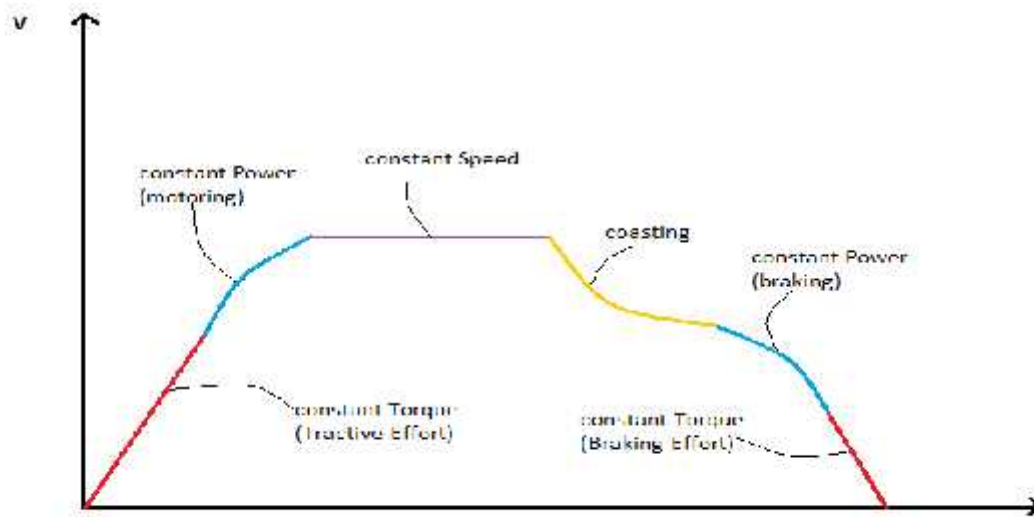 v
constant Speed
constant Power
(motoring)
coasting
constant Power
(braking)
constant Torque
(Tractive Effort)
constant Torque
(Braking Effort)